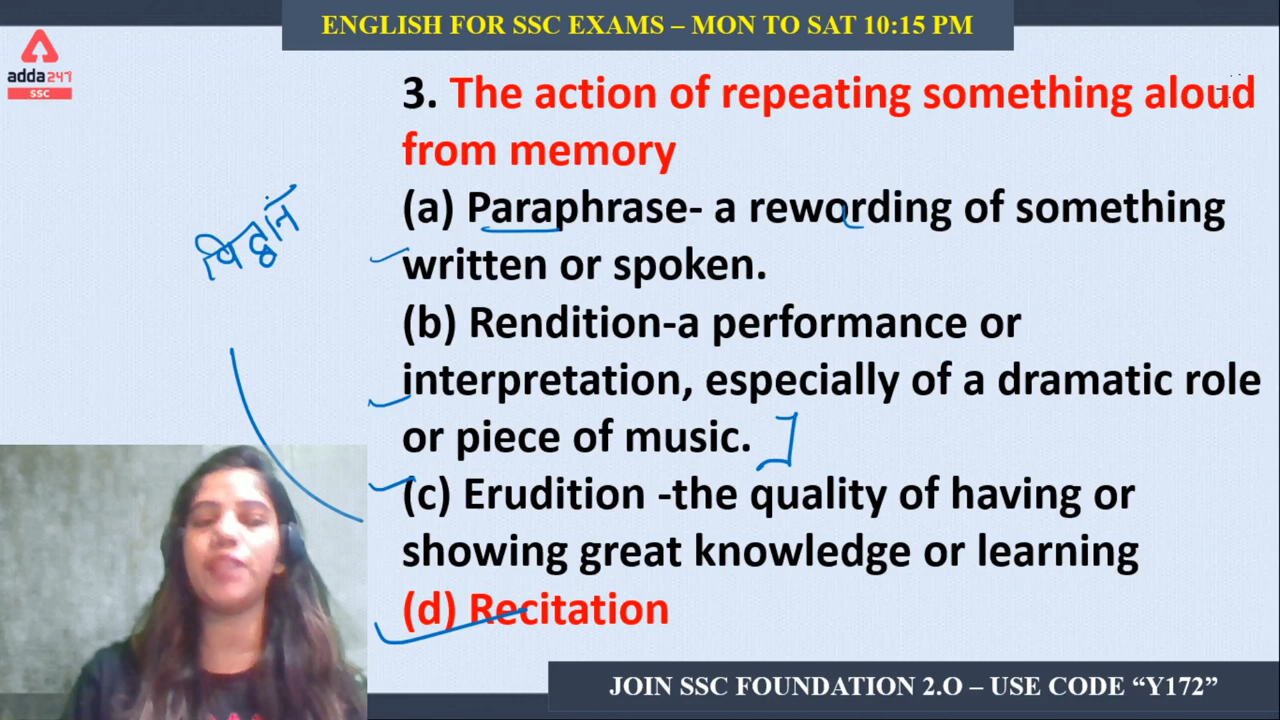 ENGLISH FOR SSC EXAMS – MON TO SAT 10:15 PM
adda247
SSC
3. The action of repeating something aloud
from memory
(a) Paraphrase- a rewording of something
written or spoken.
(b) Rendition-a performance or
interpretation, especially of a dramatic role
or piece of music.
(c) Erudition -the quality of having or
showing great knowledge or learning
(d) Recitation
विद्वान
JOIN SSC FOUNDATION 2.O – USE CODE “Y172”